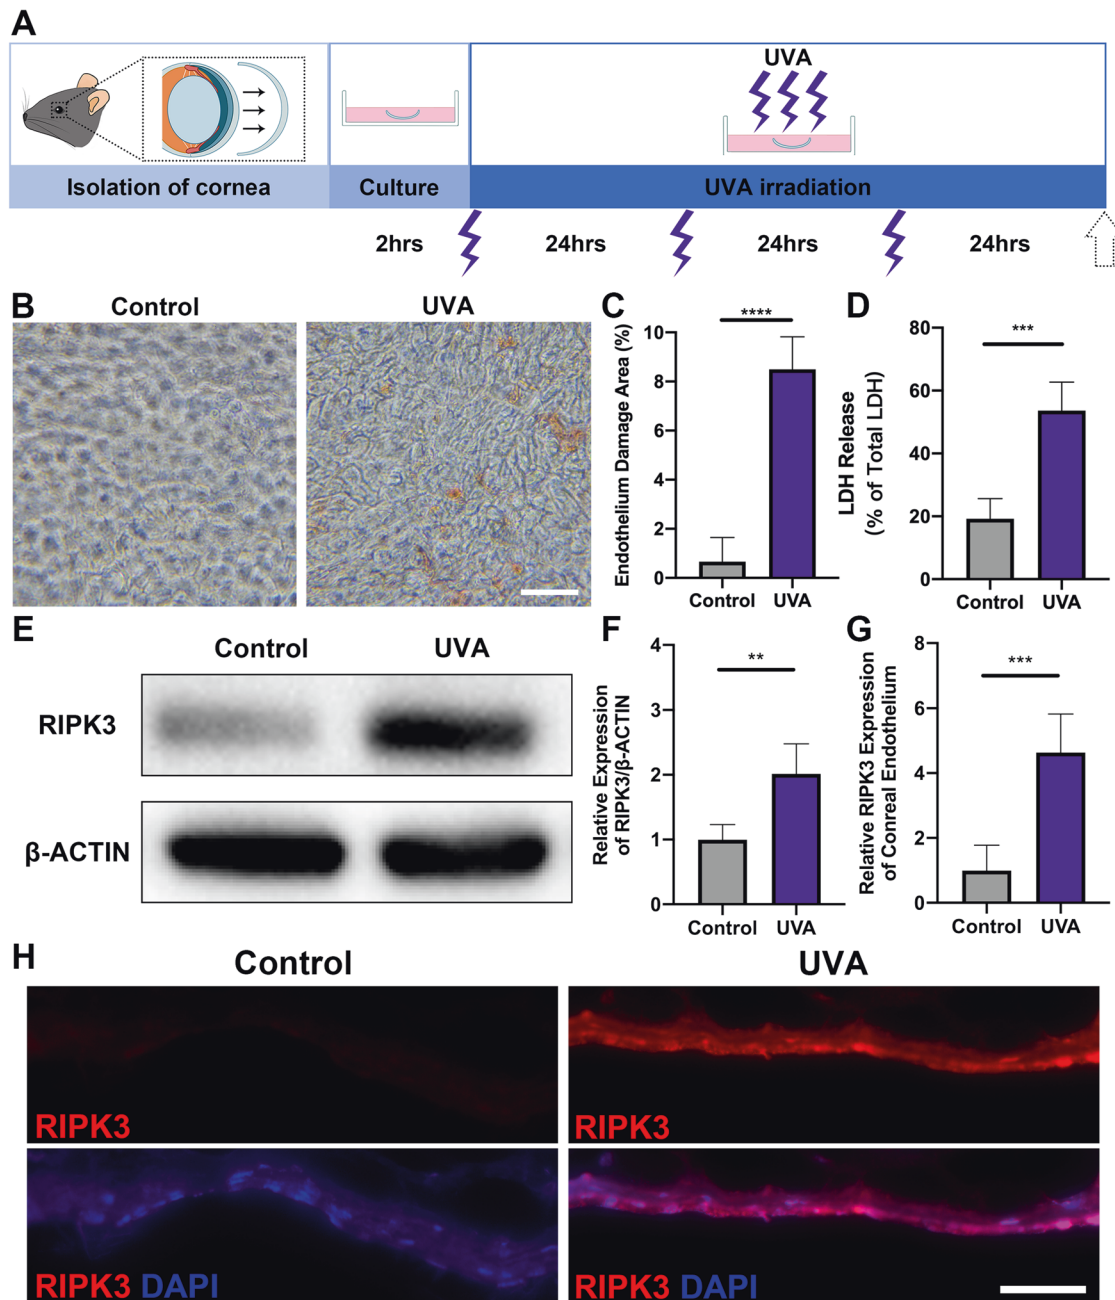 A
UVA
Isolation of cornea
Culture
UVA irradiation
2hrs
24hrs
24hrs
24hrs
B
Control
UVA
C
Endothelium Damage Area (%)
10
8
6
4
2
0
****
Control
UVA
D
LDH Release
(% of Total LDH)
80
60
40
20
0
***
Control
UVA
E
Control
UVA
RIPK3
β-ACTIN
F
Relative Expression
of RIPK3/β-ACTIN
4
3
2
1
0
**
Control
UVA
G
Relative RIPK3 Expression
of Conreal Endothelium
8
6
4
2
0
***
Control
UVA
H
Control
UVA
RIPK3
RIPK3
RIPK3 DAPI
RIPK3 DAPI